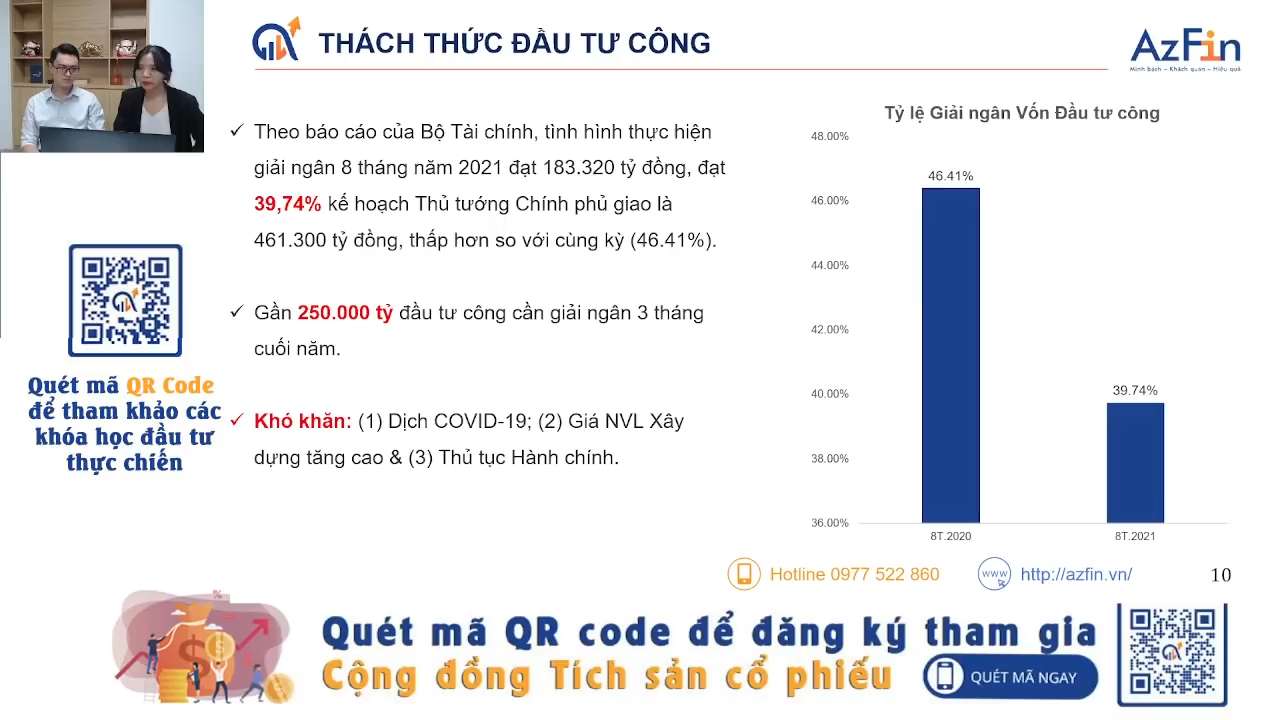 THÁCH THỨC ĐẦU TƯ CÔNG
AzFin
Minh bạch – Khách quan – Hiệu quả
Theo báo cáo của Bộ Tài chính, tình hình thực hiện
giải ngân 8 tháng năm 2021 đạt 183.320 tỷ đồng, đạt
39,74% kế hoạch Thủ tướng Chính phủ giao là
461.300 tỷ đồng, thấp hơn so với cùng kỳ (46.41%).
Gần 250.000 tỷ đầu tư công cần giải ngân 3 tháng
cuối năm.
Khó khăn: (1) Dịch COVID-19; (2) Giá NVL Xây
dựng tăng cao & (3) Thủ tục Hành chính.
Tỷ lệ Giải ngân Vốn Đầu tư công
48.00%
46.00%
44.00%
42.00%
40.00%
38.00%
36.00%
46.41%
39.74%
8T.2020
8T.2021
Quét mã QR Code
để tham khảo các
khóa học đầu tư
thực chiến
Hotline 0977 522 860
www
http://azfin.vn/
10
Quét mã QR code để đăng ký tham gia
Cộng đồng Tích sản cổ phiếu
QUÉT MÃ NGAY